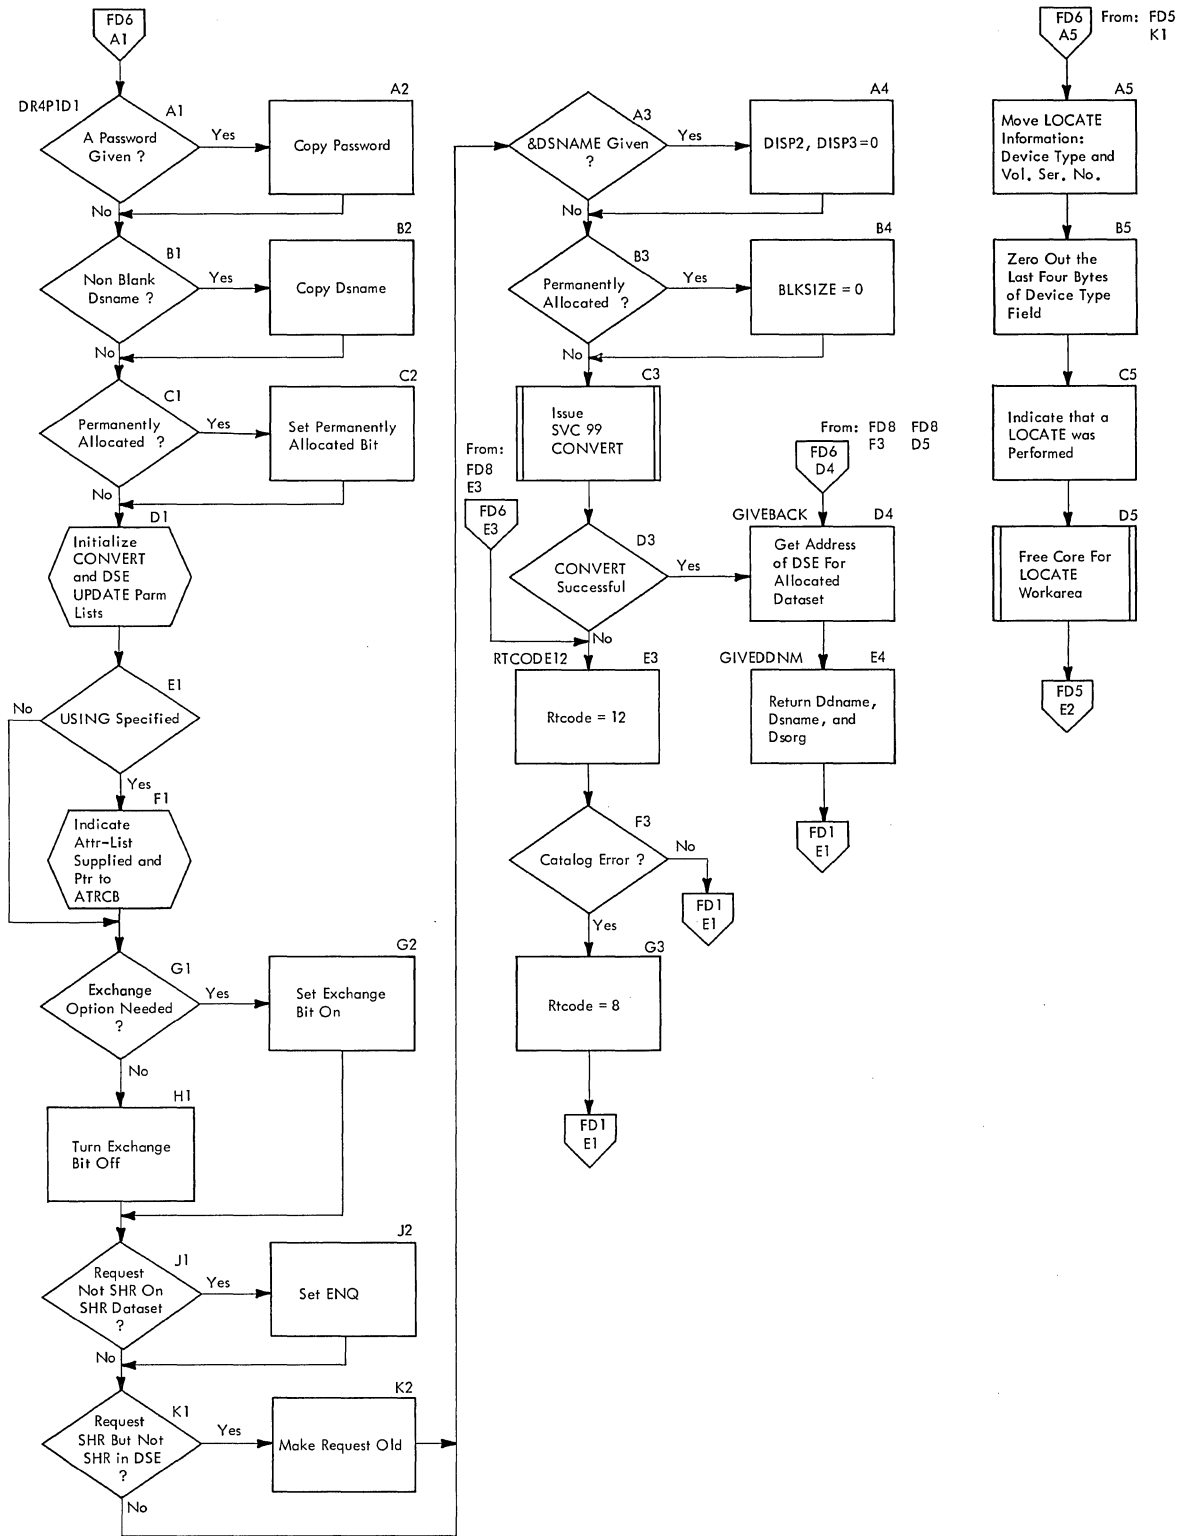 FD6
A1
DR4P1D1
A1
A Password
Given ?
Yes
No
A2
Copy Password
B1
Non Blank
Dsname ?
Yes
No
B2
Copy Dsname
C1
Permanently
Allocated ?
Yes
No
C2
Set Permanently
Allocated Bit
D1
Initialize
CONVERT
and DSE
UPDATE Parm
Lists
E1
USING Specified
No
Yes
F1
Indicate
Attr-List
Supplied and
Ptr to
ATRCB
G1
Exchange
Option Needed
?
Yes
No
G2
Set Exchange
Bit On
H1
Turn Exchange
Bit Off
J1
Request
Not SHR On
SHR Dataset
?
Yes
No
J2
Set ENQ
K1
Request
SHR But Not
SHR in DSE
?
Yes
No
K2
Make Request Old
A3
&DSNAME Given
?
Yes
No
A4
DISP2, DISP3=0
B3
Permanently
Allocated ?
Yes
No
B4
BLKSIZE = 0
C3
Issue
SVC 99
CONVERT
From:
FD8
E3
FD6
E3
D3
CONVERT
Successful
Yes
No
From: FD8 FD8
F3 D5
FD6
D4
GIVEBACK
D4
Get Address
of DSE For
Allocated
Dataset
RTCODE12
E3
Rtcode = 12
GIVEDDNM
E4
Return Ddname,
Dsname, and
Dsorg
FD1
E1
F3
Catalog Error ?
No
Yes
FD1
E1
G3
Rtcode = 8
FD1
E1
FD6
A5
From: FD5
K1
A5
Move LOCATE
Information:
Device Type and
Vol. Ser. No.
B5
Zero Out the
Last Four Bytes
of Device Type
Field
C5
Indicate that a
LOCATE was
Performed
D5
Free Core For
LOCATE
Workarea
FD5
E2